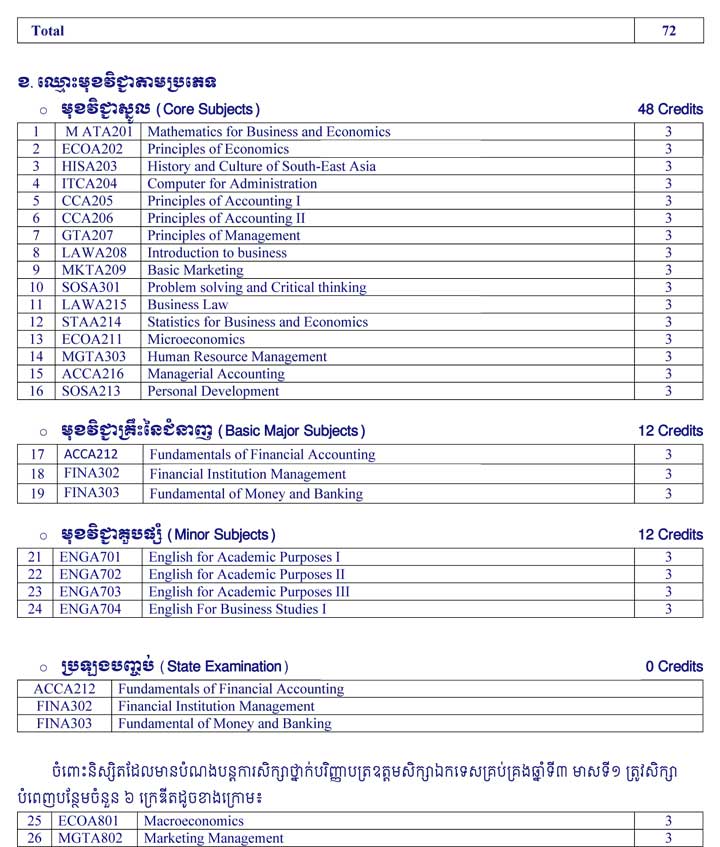 Total 72
ខ. ឈ្មោះមុខវិជ្ជាតាមប្រភេទ
o មុខវិជ្ជាស្នូល (Core Subjects) 48 Credits
1 M ATA201 Mathematics for Business and Economics 3
2 ECOA202 Principles of Economics 3
3 HISA203 History and Culture of South-East Asia 3
4 ITCA204 Computer for Administration 3
5 CCA205 Principles of Accounting I 3
6 CCA206 Principles of Accounting II 3
7 GTA207 Principles of Management 3
8 LAWA208 Introduction to business 3
9 MKTA209 Basic Marketing 3
10 SOSA301 Problem solving and Critical thinking 3
11 LAWA215 Business Law 3
12 STAA214 Statistics for Business and Economics 3
13 ECOA211 Microeconomics 3
14 MGTA303 Human Resource Management 3
15 ACCA216 Managerial Accounting 3
16 SOSA213 Personal Development 3
o មុខវិជ្ជាគ្រឹះនៃជំនាញ (Basic Major Subjects) 12 Credits
17 ACCA212 Fundamentals of Financial Accounting 3
18 FINA302 Financial Institution Management 3
19 FINA303 Fundamental of Money and Banking 3
o មុខវិជ្ជាគួបផ្សំ (Minor Subjects) 12 Credits
21 ENGA701 English for Academic Purposes I 3
22 ENGA702 English for Academic Purposes II 3
23 ENGA703 English for Academic Purposes III 3
24 ENGA704 English For Business Studies I 3
o ប្រឡងបញ្ចប់ (State Examination) 0 Credits
ACCA212 Fundamentals of Financial Accounting
FINA302 Financial Institution Management
FINA303 Fundamental of Money and Banking
ចំពោះនិស្សិតដែលមានបំណងបន្តការសិក្សាថ្នាក់បរិញ្ញាបត្រឧត្តមសិក្សាឯកទេសគ្រប់គ្រងឆ្នាំទី៣ មាសទី១ ត្រូវសិក្សា
បំពេញបន្ថែមចំនួន ៦ ក្រេឌីតដូចខាងក្រោម៖
25 ECOA801 Macroeconomics 3
26 MGTA802 Marketing Management 3